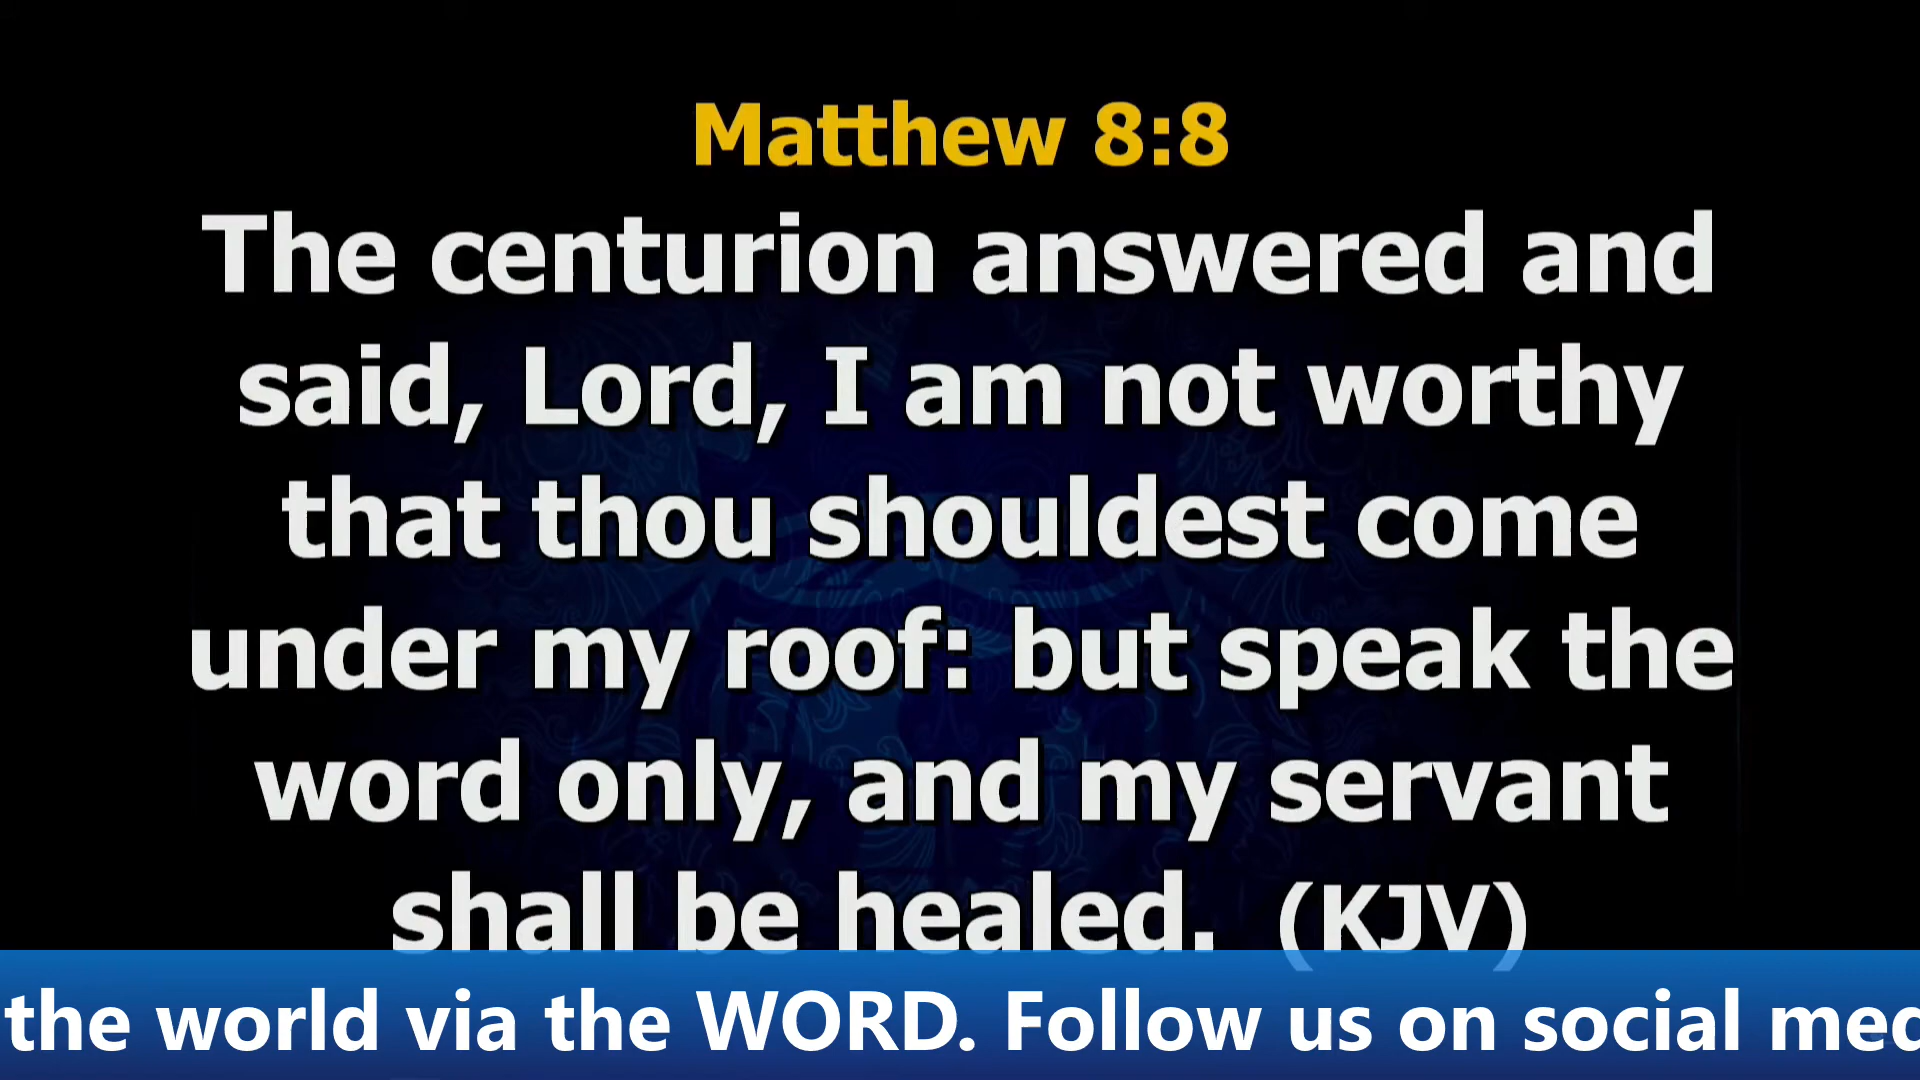 Matthew 8:8
The centurion answered and
said, Lord, I am not worthy
that thou shouldest come
under my roof: but speak the
word only, and my servant
shall be healed. (KJV)
the world via the WORD. Follow us on social